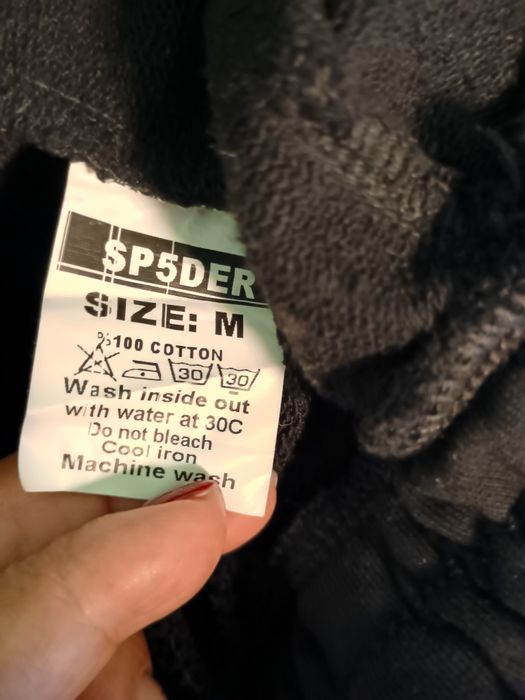 SP5DER
SIZE: M
%100 COTTON
30 30
Wash inside out
with water at 30C
Do not bleach
Cool iron
Machine wash